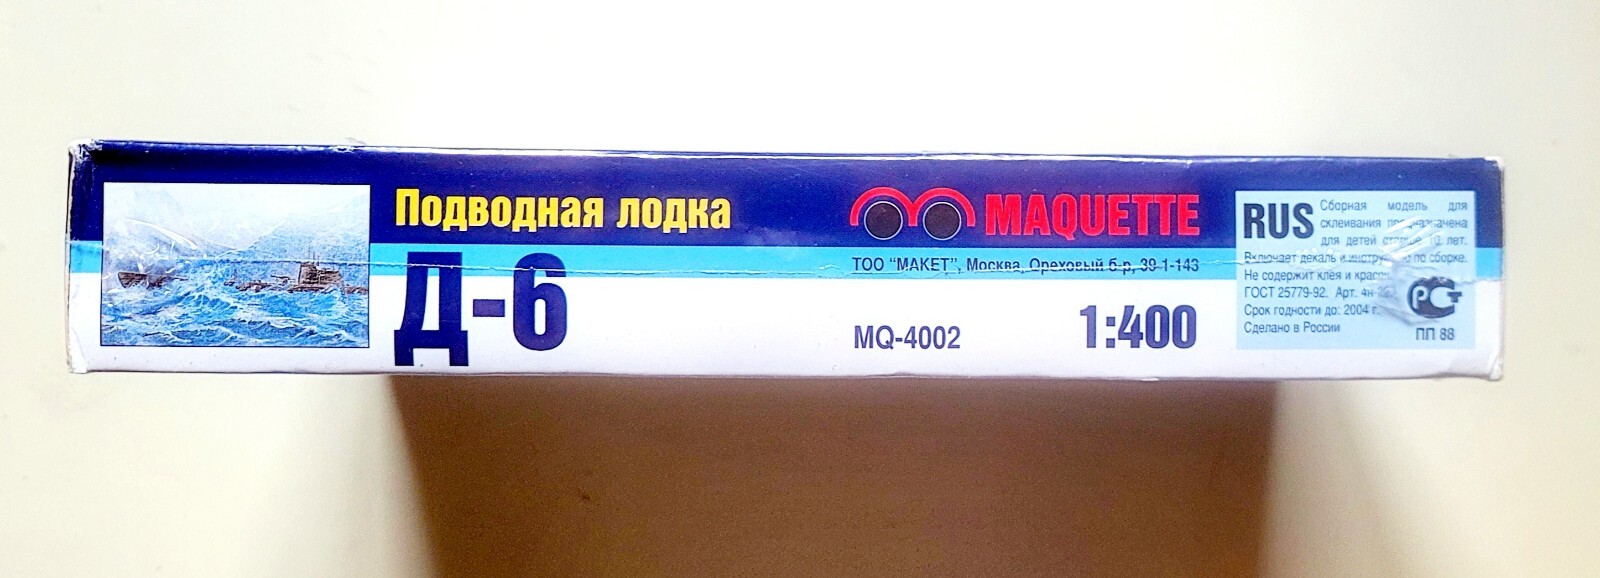 Подводная лодка
Д-6
MAQUETTE
ТОО "МАКЕТ", Москва, Ореховый б-р, 39-1-143
MQ-4002
1:400
RUS
Сборная модель для
склеивания предназначена
для детей старше 10 лет.
Включает декаль и инструкцию по сборке.
Не содержит клея и красок.
ГОСТ 25779-92. Арт. 4н-
Срок годности до: 2004 г.
Сделано в России
РСТ
ПП 88